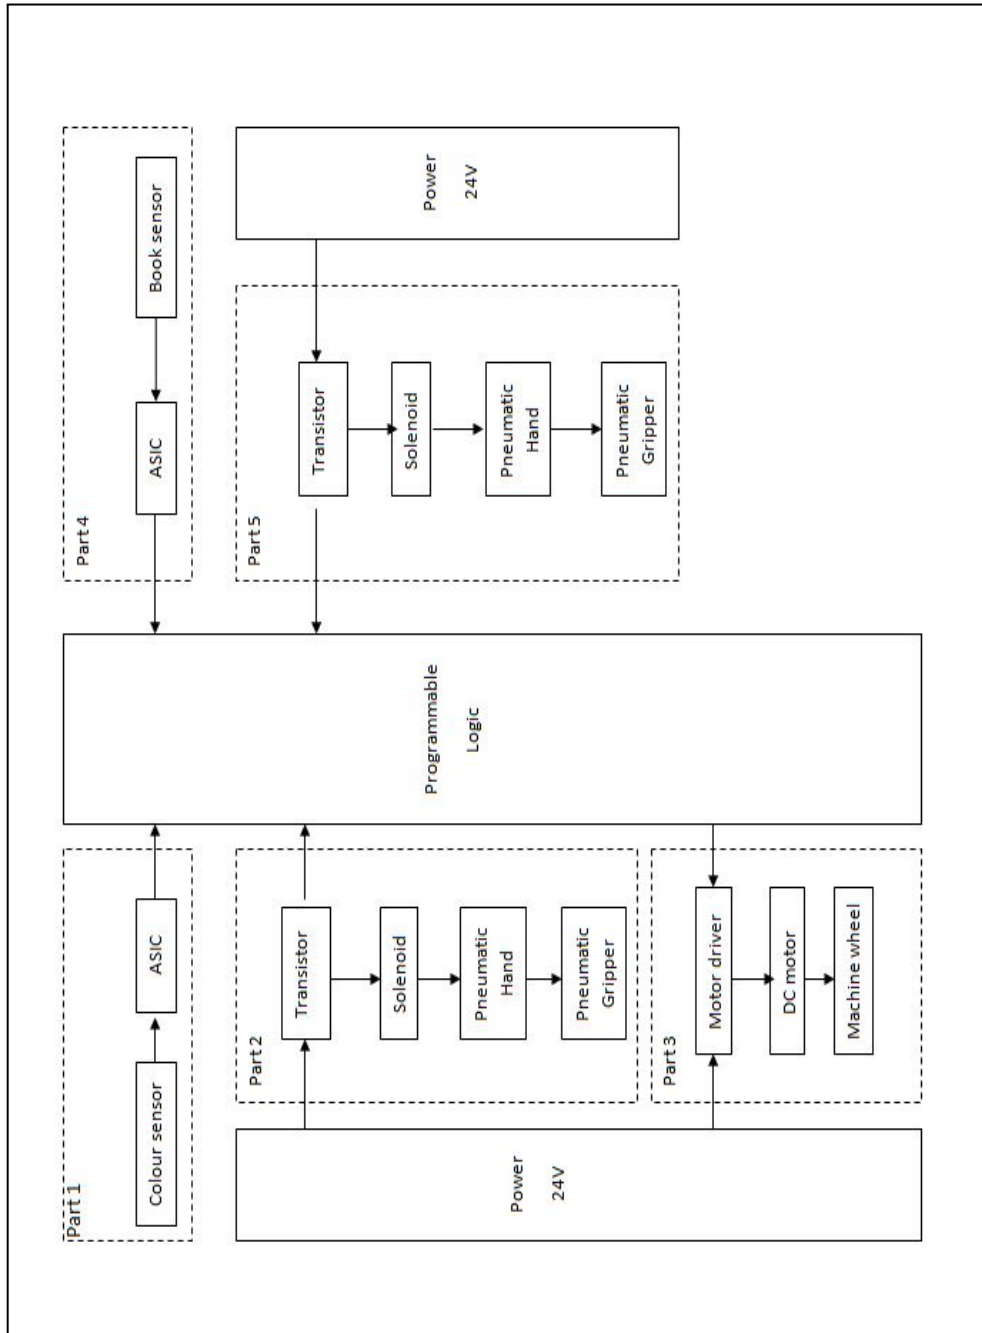 Part 4
ASIC
Book sensor
Part 5
Transistor
Solenoid
Pneumatic
Hand
Pneumatic
Gripper
Power
24V
Programmable
Logic
Part 1
Colour sensor
ASIC
Part 2
Transistor
Solenoid
Pneumatic
Hand
Pneumatic
Gripper
Part 3
Motor driver
DC motor
Machine wheel
Power
24V